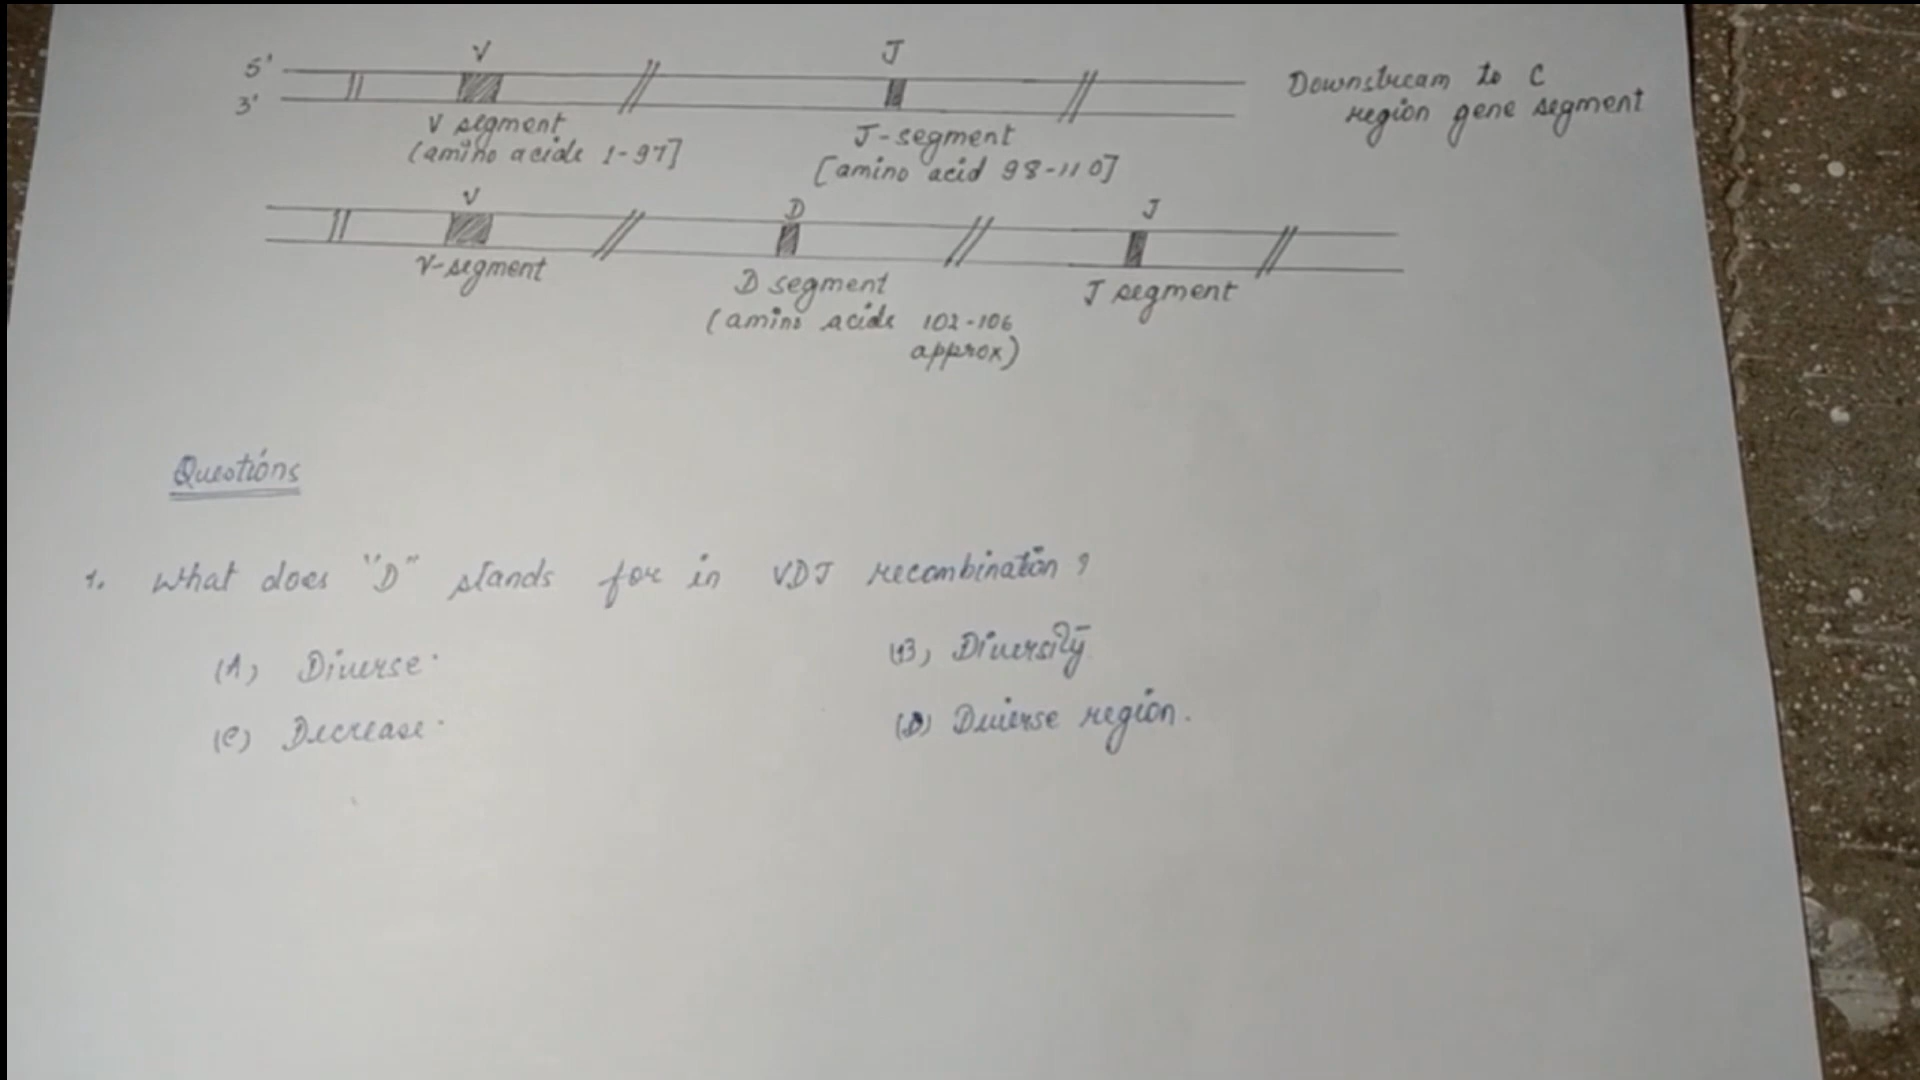 V J
5'
3'
Downstream to C
region gene segment
V segment
(amino acids 1-97]
J-segment
[amino acid 98-110]
V D J
V-segment
D segment
(amino acids 102-106
approx)
J segment
Questions
1. What does "D" stands for in VDJ recombination?
(A) Diverse. (B) Diversity
(C) Decrease. (D) Diverse region.